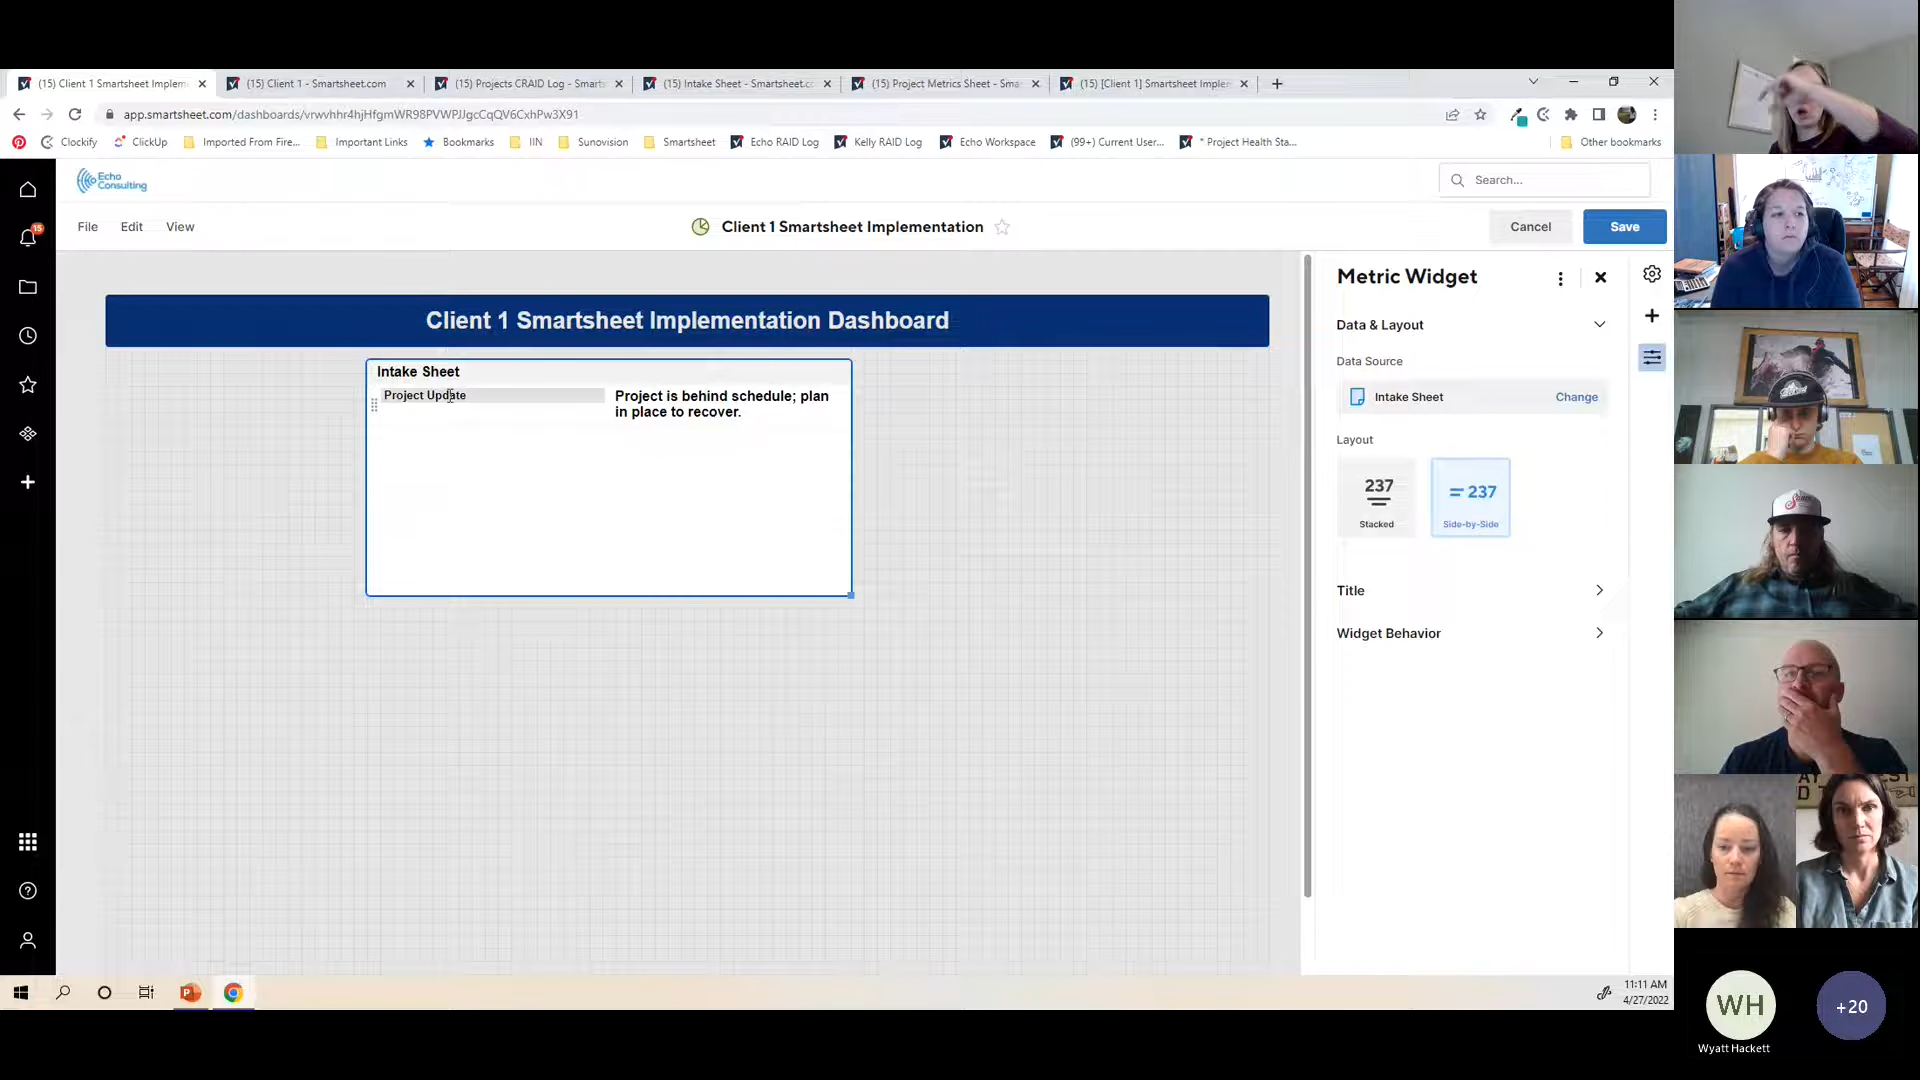 (15) Client 1 Smartsheet Implem
(15) Client 1 - Smartsheet.com
(15) Projects CRAID Log - Smarts
(15) Intake Sheet - Smartsheet.c
(15) Project Metrics Sheet - Sma
(15) [Client 1] Smartsheet Implem
app.smartsheet.com/dashboards/vrwvhhr4hjHfgmWR98PVWPJJgcCqQV6CxhPw3X91
Clockify
ClickUp
Imported From Fire...
Important Links
Bookmarks
IIN
Sunovision
Smartsheet
Echo RAID Log
Kelly RAID Log
Echo Workspace
(99+) Current User...
* Project Health Sta...
Other bookmarks
Echo
Consulting
Search...
15
File
Edit
View
Client 1 Smartsheet Implementation
Cancel
Save
Client 1 Smartsheet Implementation Dashboard
Intake Sheet
Project Update
Project is behind schedule; plan
in place to recover.
Metric Widget
Data & Layout
Data Source
Intake Sheet
Change
Layout
237
Stacked
237
Side-by-Side
Title
Widget Behavior
11:11 AM
4/27/2022
WH
+20
Wyatt Hackett